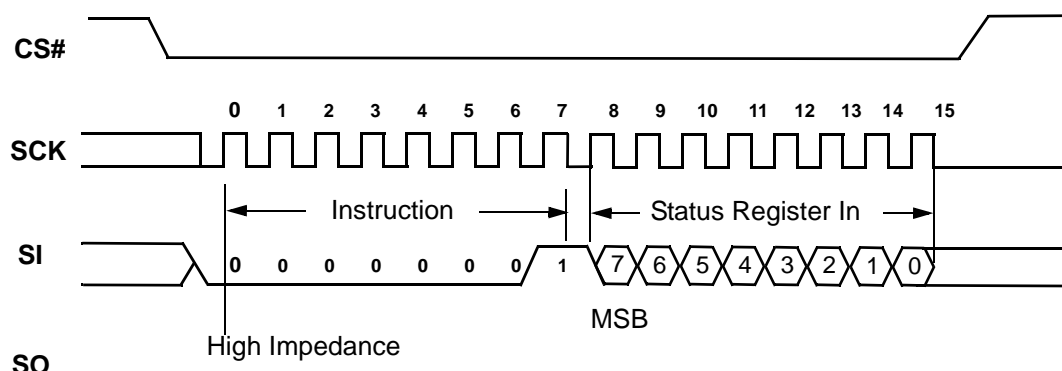 CS#
0 1 2 3 4 5 6 7 8 9 10 11 12 13 14 15
SCK
Instruction Status Register In
SI
0 0 0 0 0 0 0 1 7 6 5 4 3 2 1 0
MSB
High Impedance
SO